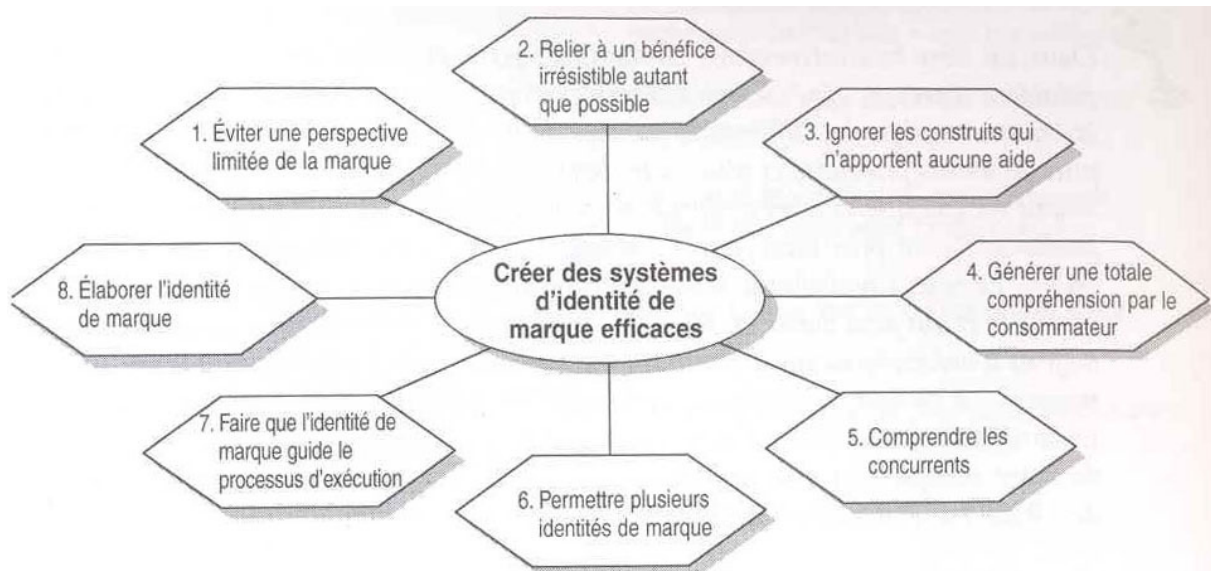 1. Éviter une perspective
limitée de la marque
2. Relier à un bénéfice
irrésistible autant
que possible
3. Ignorer les construits qui
n'apportent aucune aide
4. Générer une totale
compréhension par le
consommateur
5. Comprendre les
concurrents
6. Permettre plusieurs
identités de marque
7. Faire que l'identité de
marque guide le
processus d'exécution
8. Élaborer l'identité
de marque
Créer des systèmes
d'identité de
marque efficaces